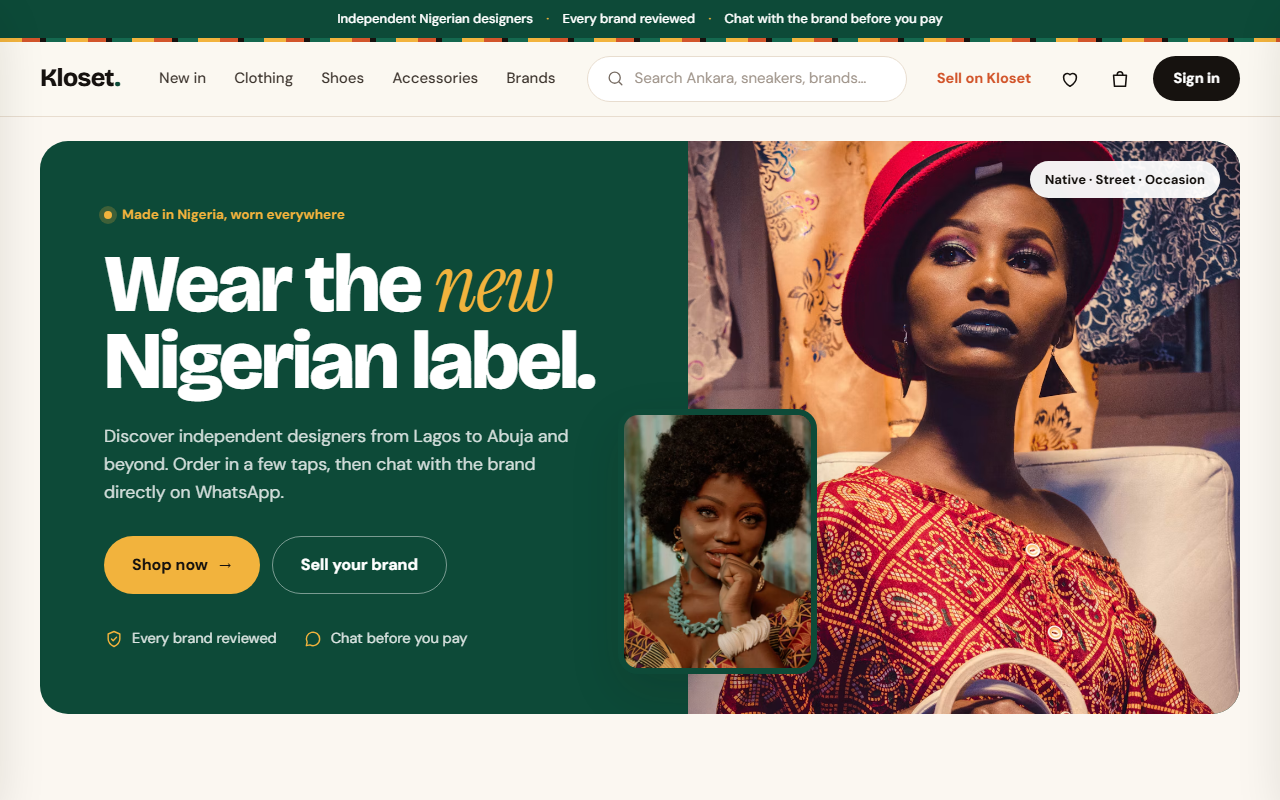 Independent Nigerian designers · Every brand reviewed · Chat with the brand before you pay
Kloset. New in Clothing Shoes Accessories Brands Search Ankara, sneakers, brands... Sell on Kloset Sign in
Native · Street · Occasion
Made in Nigeria, worn everywhere
Wear the new
Nigerian label.
Discover independent designers from Lagos to Abuja and
beyond. Order in a few taps, then chat with the brand
directly on WhatsApp.
Shop now → Sell your brand
Every brand reviewed Chat before you pay